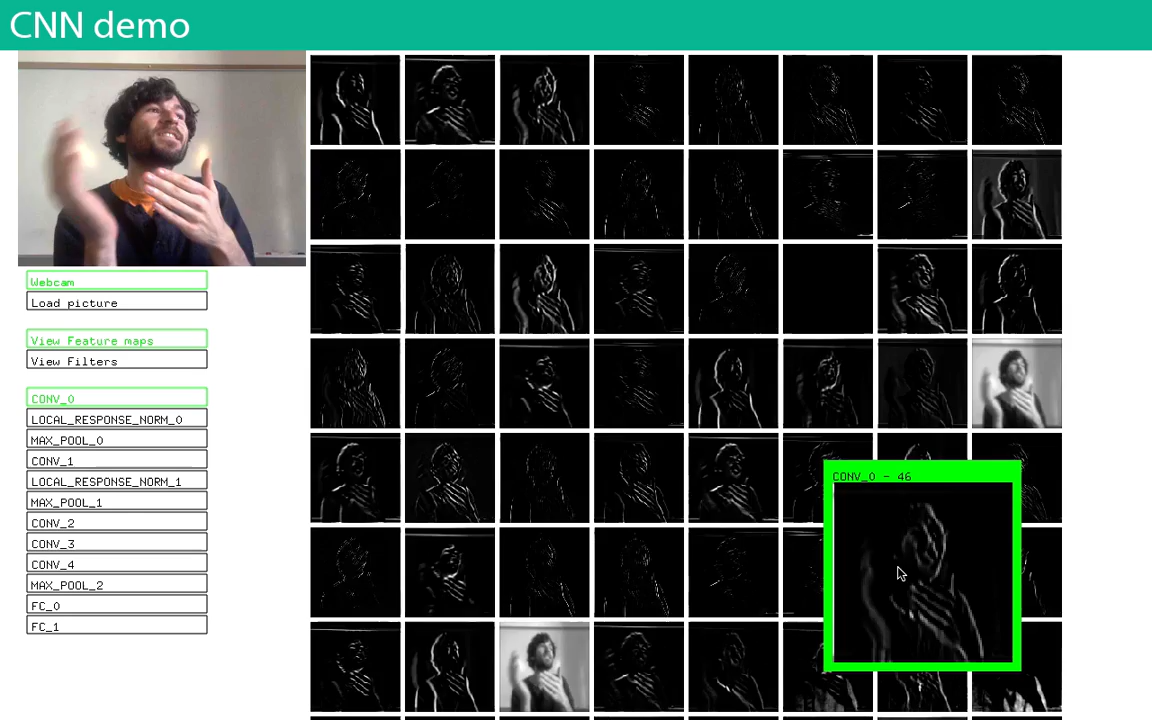 CNN demo
Webcam
Load picture
View Feature maps
View Filters
CONV_0
LOCAL_RESPONSE_NORM_0
MAX_POOL_0
CONV_1
LOCAL_RESPONSE_NORM_1
MAX_POOL_1
CONV_2
CONV_3
CONV_4
MAX_POOL_2
FC_0
FC_1
CONV_0 - 46